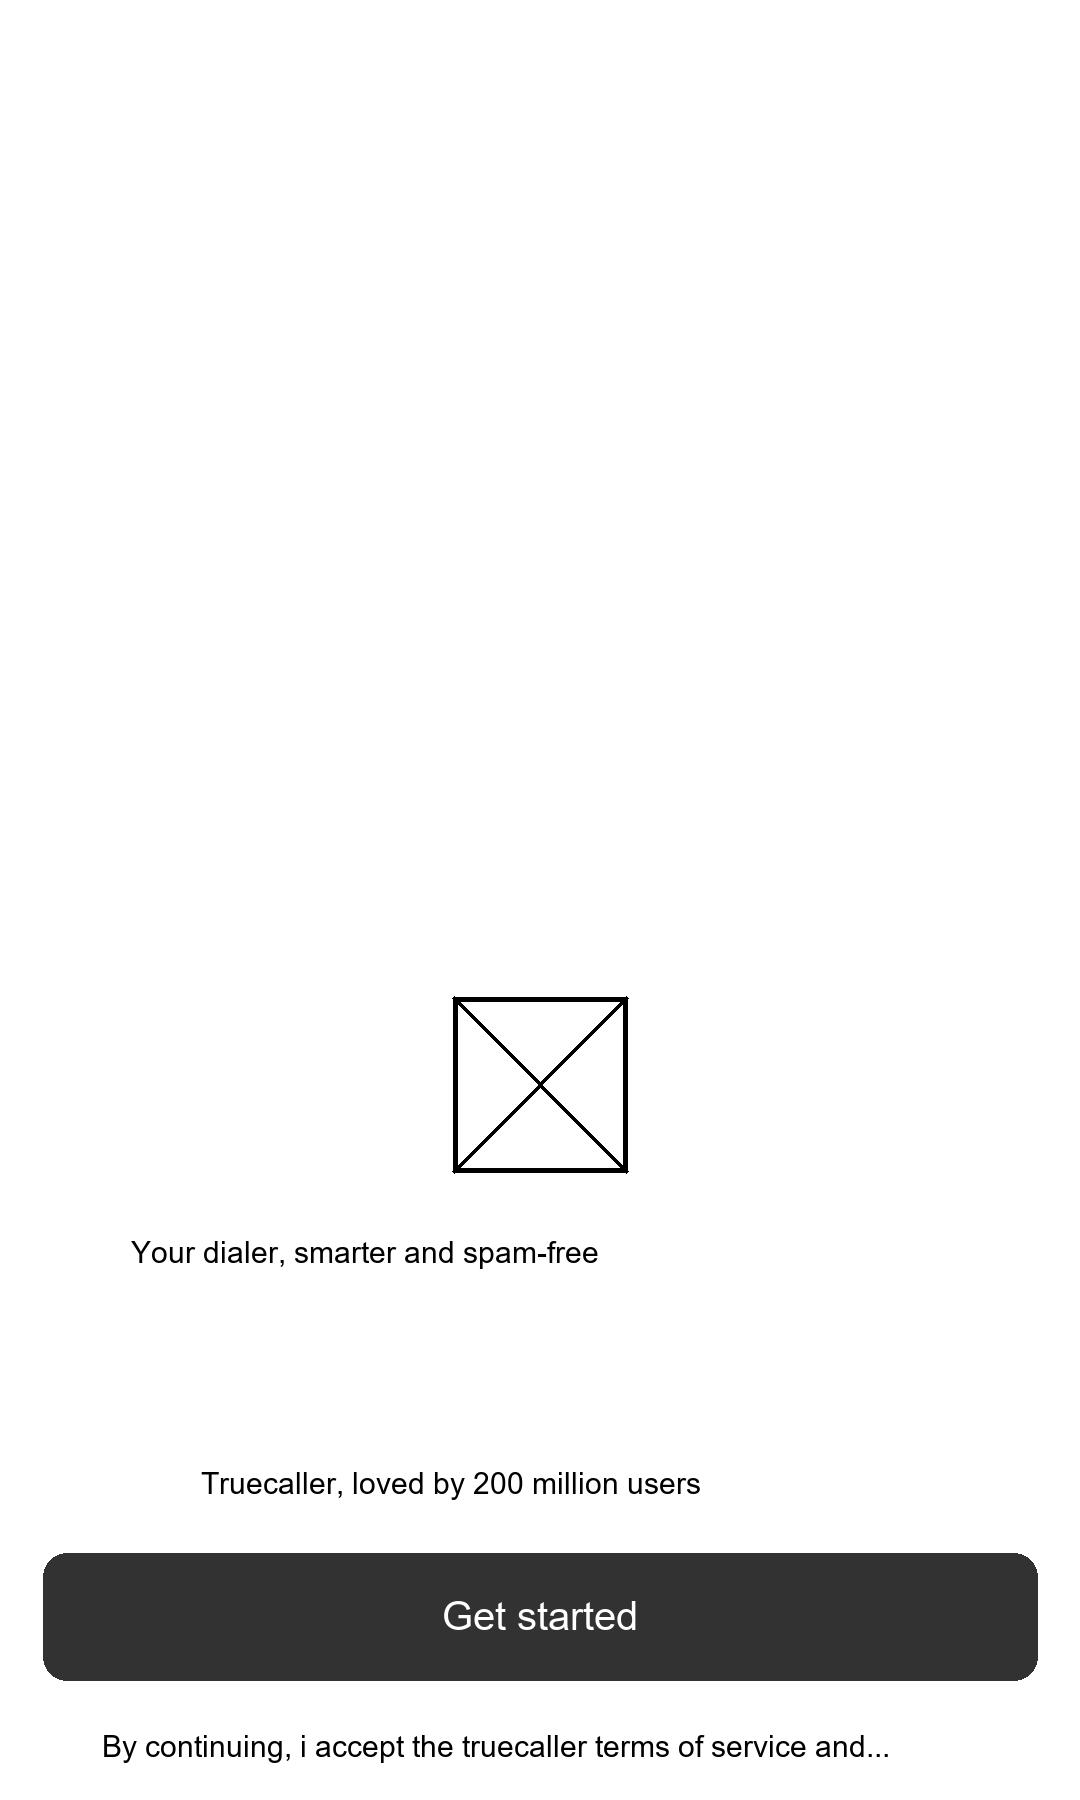 Your dialer, smarter and spam-free
Truecaller, loved by 200 million users
Get started
By continuing, i accept the truecaller terms of service and...